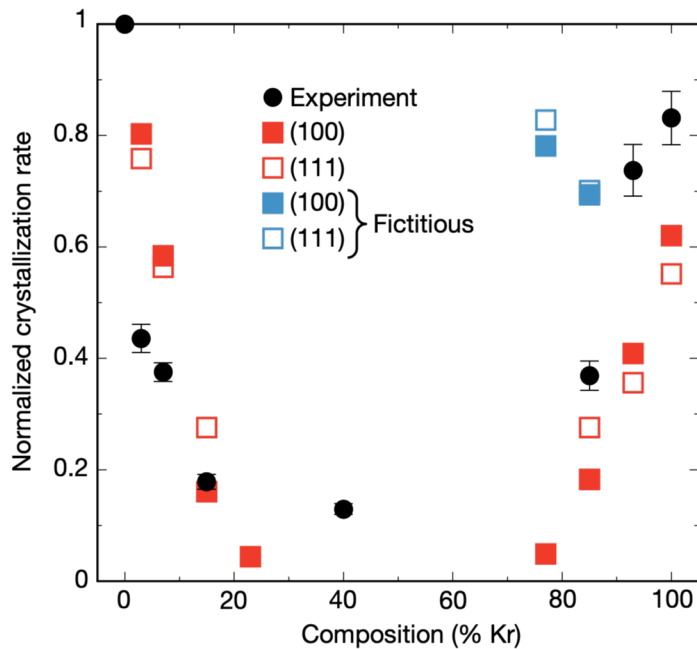 1
0.8
0.6
0.4
0.2
0
Normalized crystallization rate
Experiment
(100)
(111)
(100)
(111)
Fictitious
0 20 40 60 80 100
Composition (% Kr)